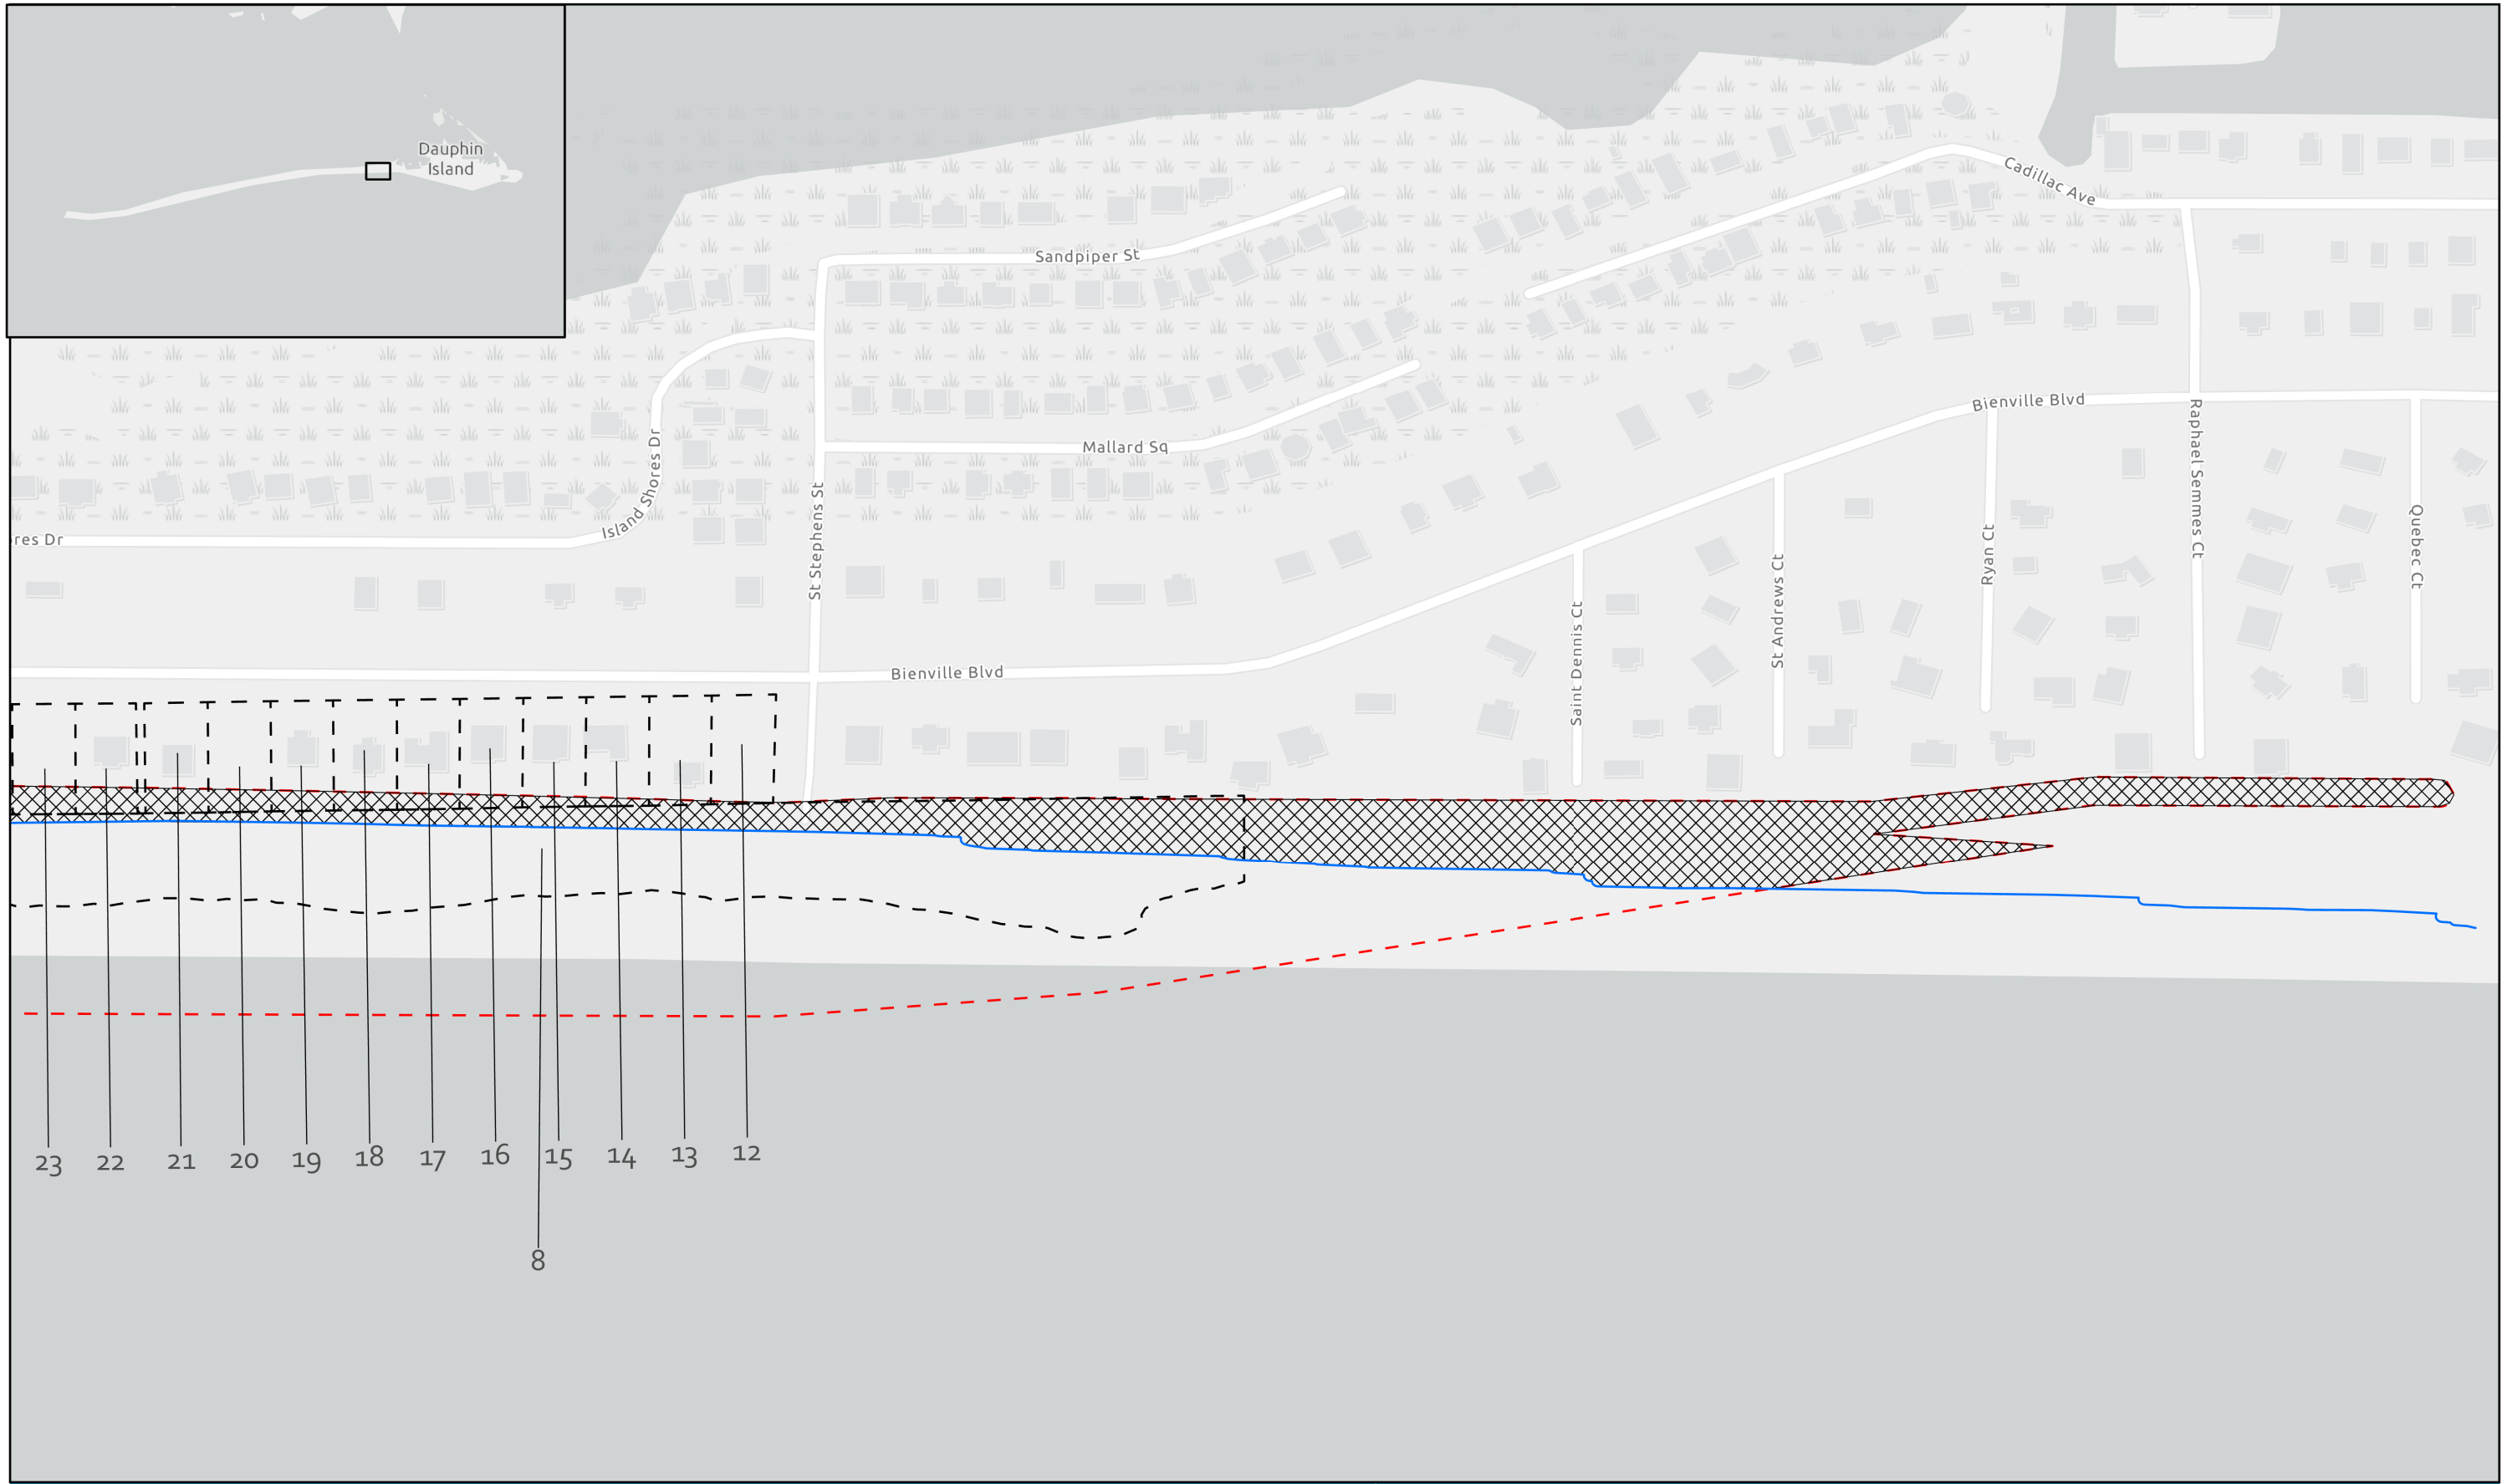 Dauphin
Island
Cadillac Ave
Sandpiper St
Bienville Blvd
Mallard Sq
Island Shores Dr
St Stephens St
Raphael Semmes Ct
Quebec Ct
Ryan Ct
St Andrews Ct
Saint Dennis Ct
res Dr
Bienville Blvd
23
22
21
20
19
18
17
16
15
14
13
12
8